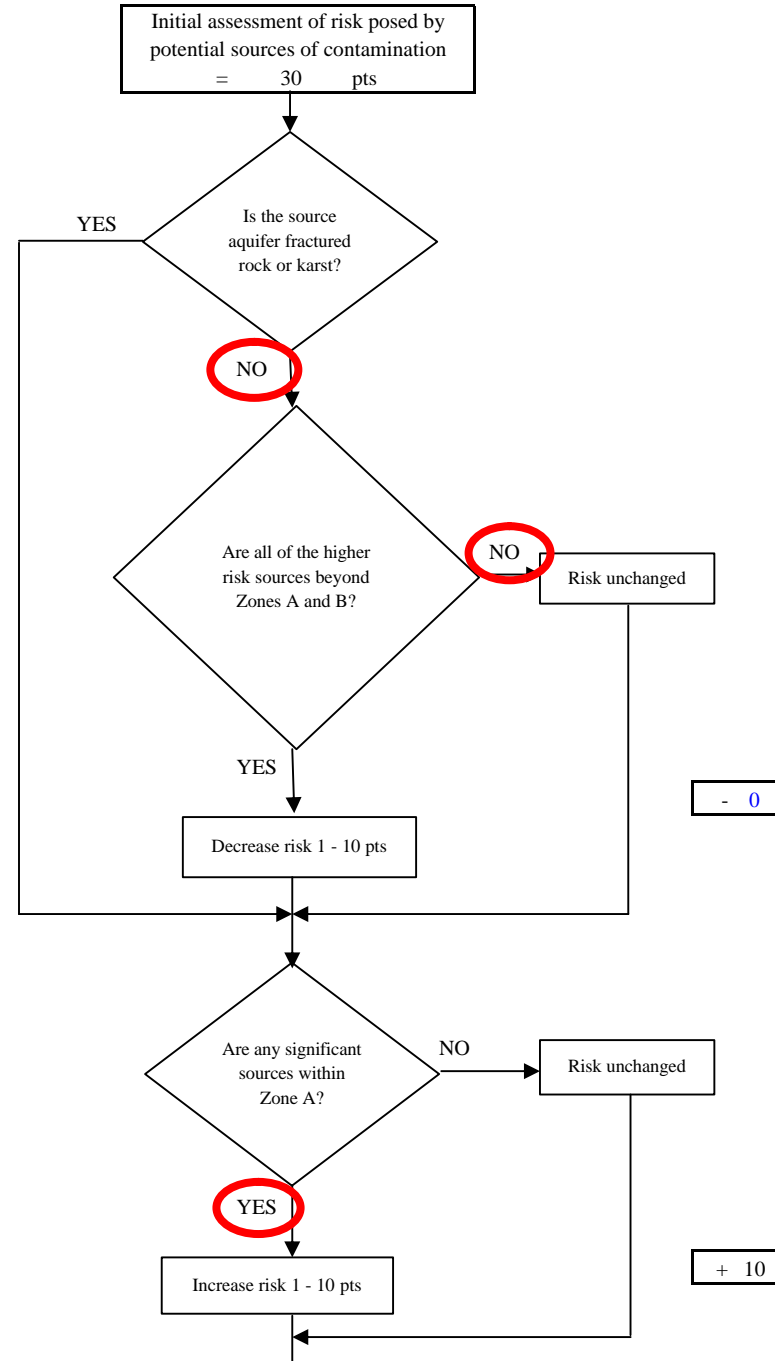 Initial assessment of risk posed by
potential sources of contamination
= 30 pts
YES
Is the source
aquifer fractured
rock or karst?
NO
Are all of the higher
risk sources beyond
Zones A and B?
NO
Risk unchanged
YES
- 0
Decrease risk 1 - 10 pts
Are any significant
sources within
Zone A?
NO
Risk unchanged
YES
+ 10
Increase risk 1 - 10 pts